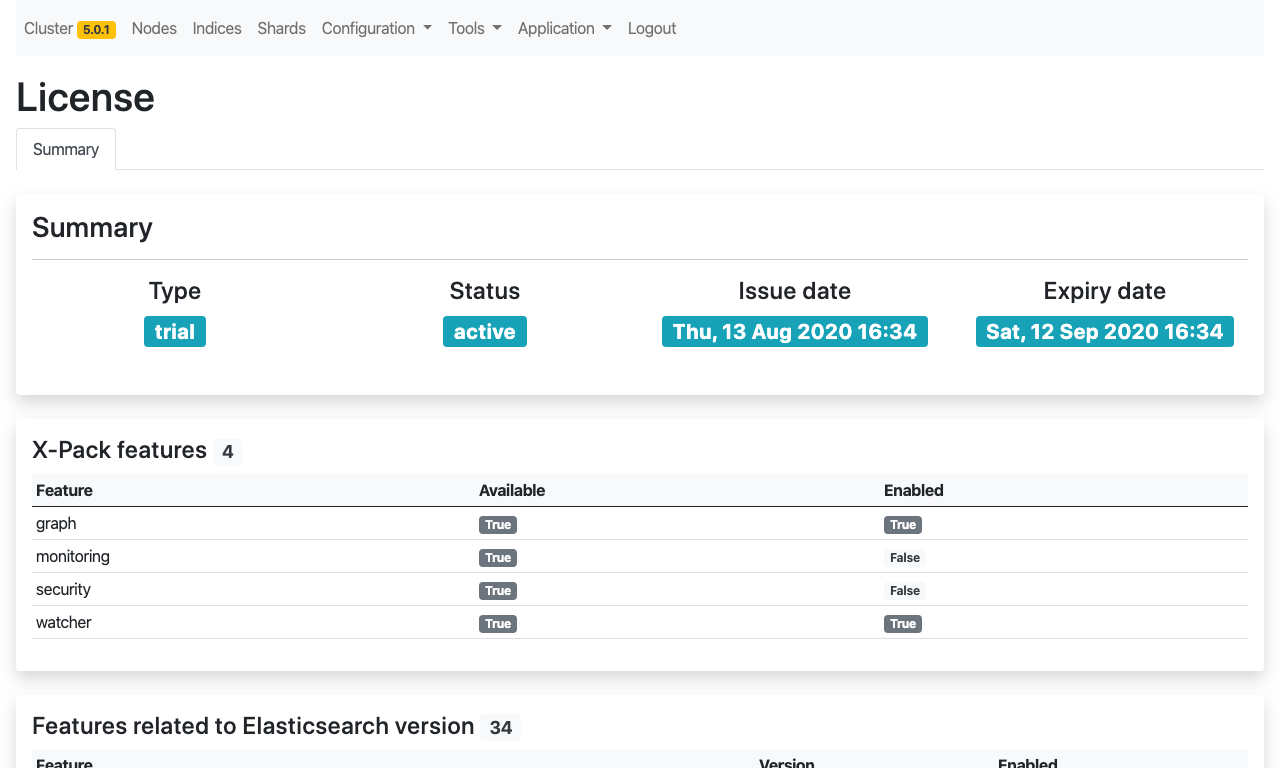 Cluster 5.0.1 Nodes Indices Shards Configuration Tools Application Logout
License
Summary
Summary
Type Status Issue date Expiry date
trial active Thu, 13 Aug 2020 16:34 Sat, 12 Sep 2020 16:34
X-Pack features 4
Feature Available Enabled
graph True True
monitoring True False
security True False
watcher True True
Features related to Elasticsearch version 34
Feature Version Enabled